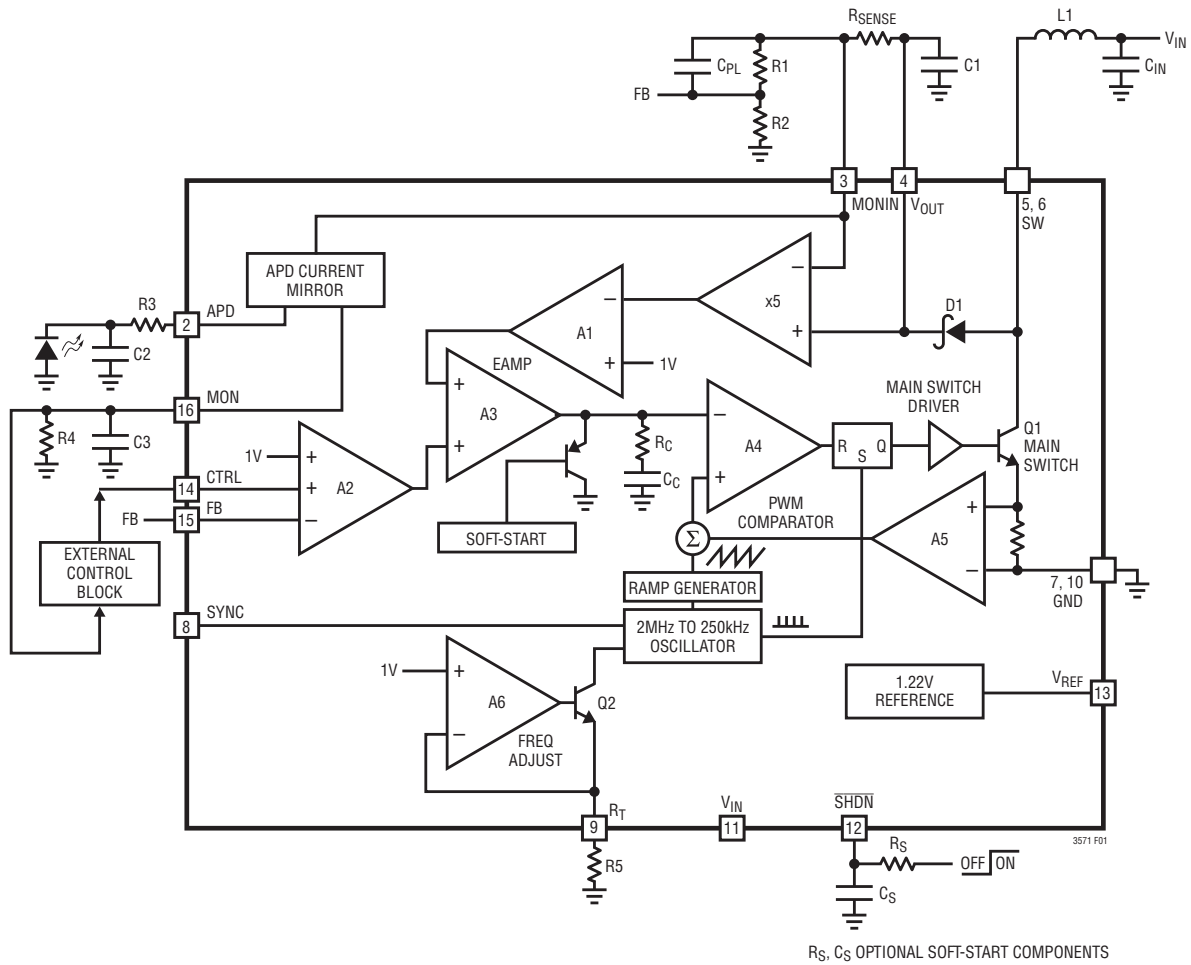 RSENSE
L1
VIN
CPL
R1
C1
CIN
FB
R2
3
MONIN
4
VOUT
5, 6
SW
APD CURRENT
MIRROR
R3
2
APD
C2
–
x5
+
D1
–
A1
+
1V
EAMP
+
A3
+
MON
16
R4
C3
MAIN SWITCH
DRIVER
–
A4
+
R
S
Q
Q1
MAIN
SWITCH
RC
CC
1V
+
+
–
A2
CTRL
14
FB
15
FB
SOFT-START
PWM
COMPARATOR
Σ
+
A5
–
EXTERNAL
CONTROL
BLOCK
7, 10
GND
RAMP GENERATOR
SYNC
8
2MHz TO 250kHz
OSCILLATOR
1V
+
A6
–
Q2
FREQ
ADJUST
1.22V
REFERENCE
VREF
13
RT
9
VIN
11
SHDN
12
3571 F01
R5
RS
OFF
ON
CS
RS, CS OPTIONAL SOFT-START COMPONENTS